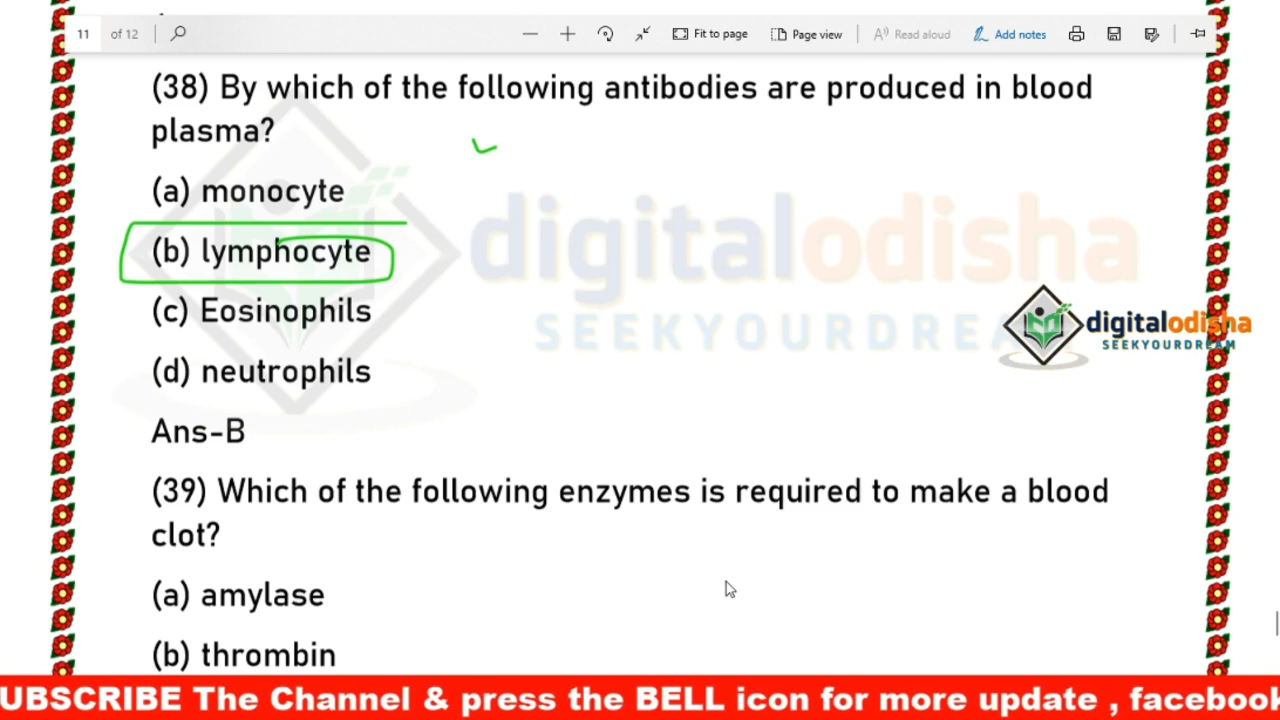 11 of 12 Fit to page Page view Read aloud Add notes
(38) By which of the following antibodies are produced in blood
plasma?
(a) monocyte
(b) lymphocyte
(c) Eosinophils
(d) neutrophils
Ans-B
digitalodisha
SEEKYOURDREA
digitalodisha
SEEKYOURDREAM
(39) Which of the following enzymes is required to make a blood
clot?
(a) amylase
(b) thrombin
UBSCRIBE The Channel & press the BELL icon for more update , facebook